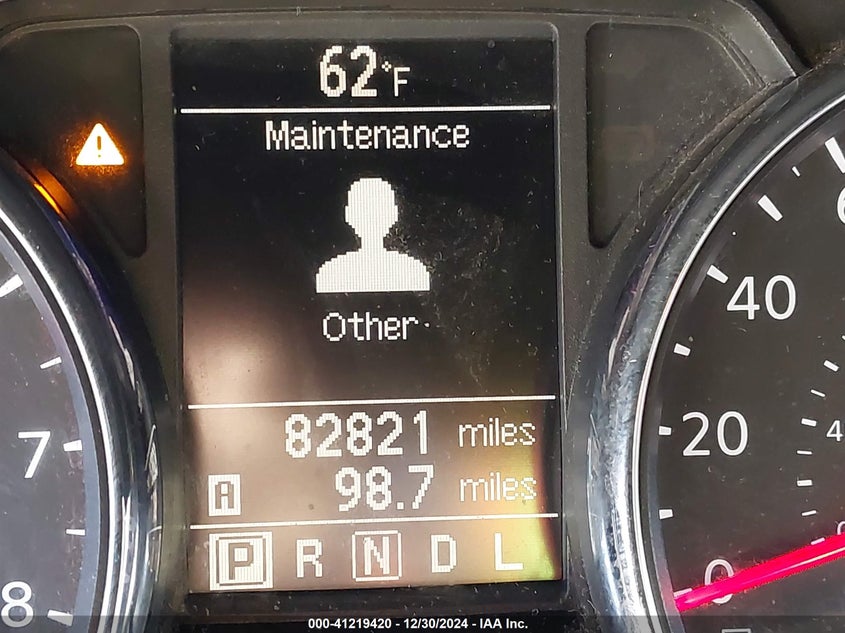 62°F
Maintenance
Other
82821 miles
A 98.7 miles
P R N D L
7
8
40
20
0
000-41219420 - 12/30/2024 - IAA Inc.